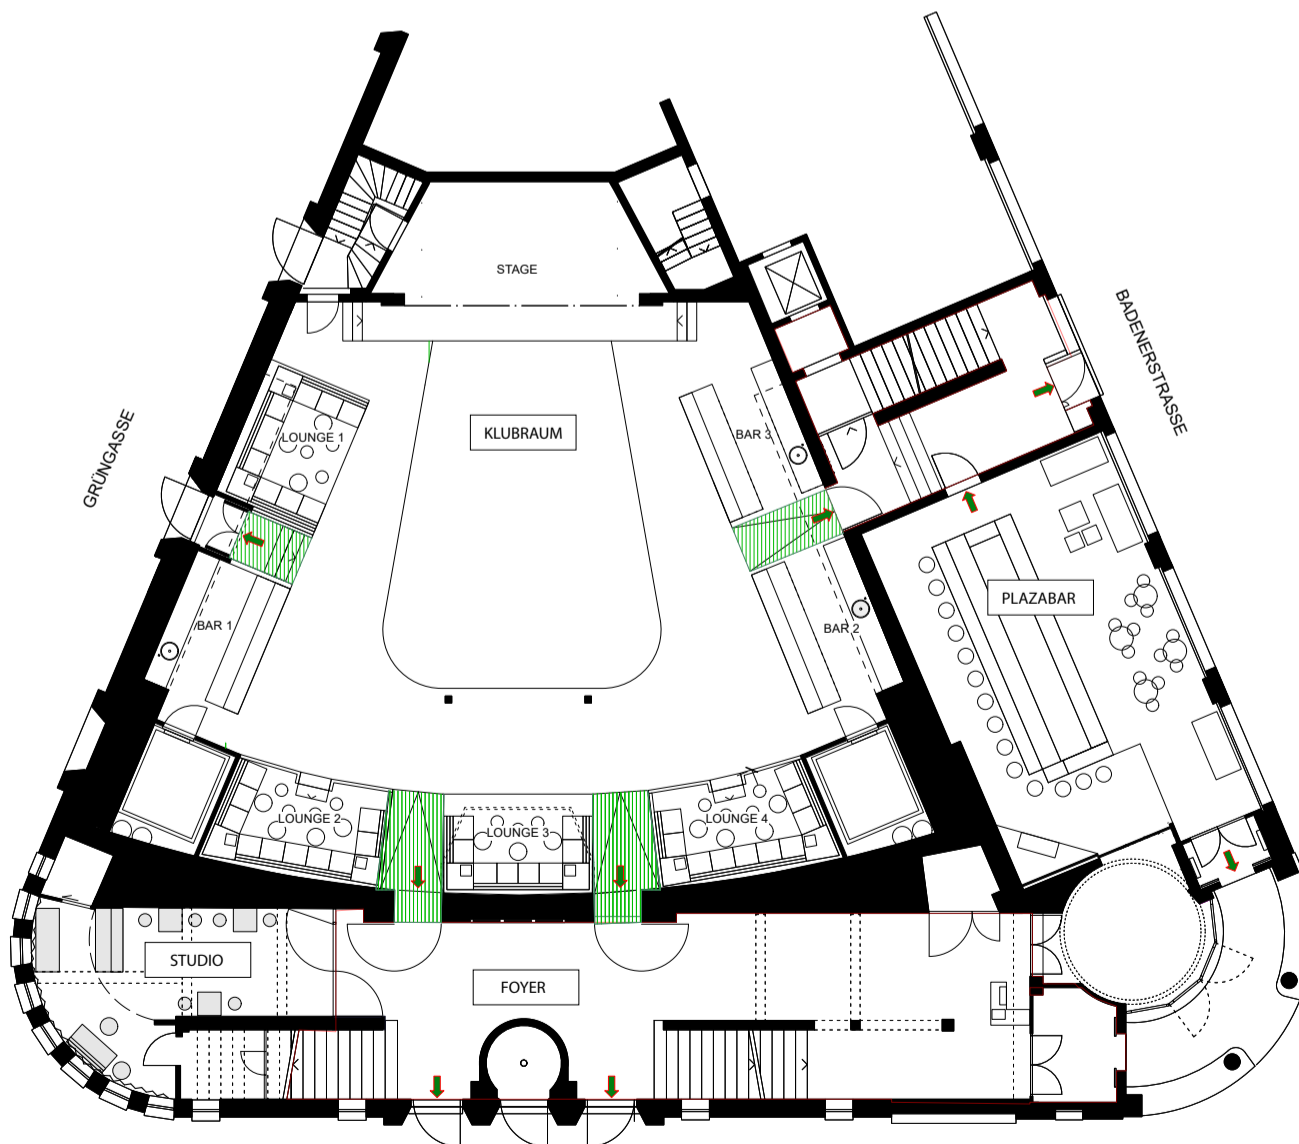 STAGE
BADENERSTRASSE
GRÜNGASSE
KLUBRAUM
LOUNGE 1
BAR 3
PLAZABAR
BAR 1
BAR 2
LOUNGE 2
LOUNGE 3
LOUNGE 4
STUDIO
FOYER